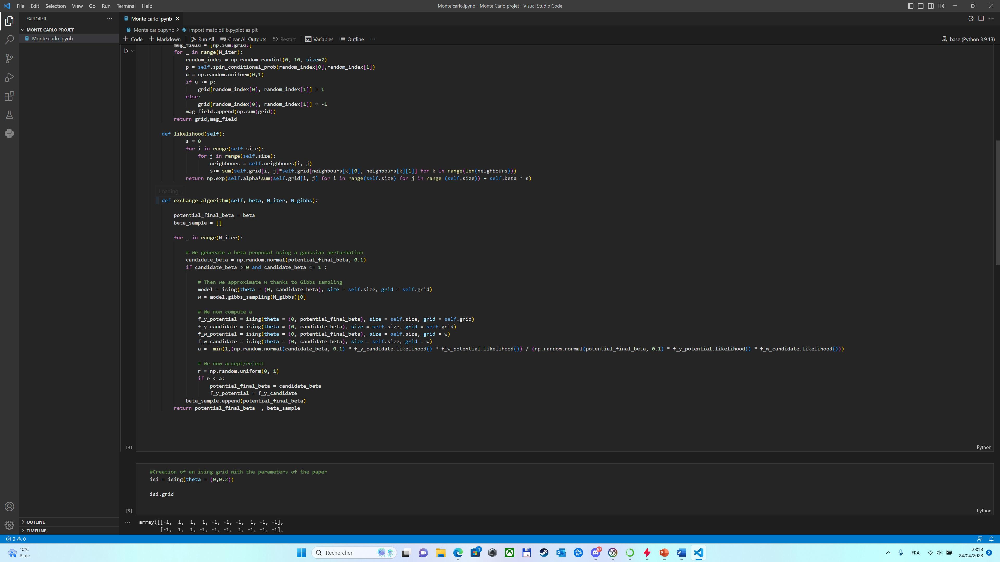 File Edit Selection View Go Run Terminal Help
Monte carlo.ipynb - Monte Carlo projet - Visual Studio Code
EXPLORER
MONTE CARLO PROJET
Monte carlo.ipynb
OUTLINE
TIMELINE
Monte carlo.ipynb
Monte carlo.ipynb > import matplotlib.pyplot as plt
+ Code + Markdown Run All Clear All Outputs Restart Variables Outline ...
base (Python 3.9.13)
mag_field = [np.sum(grid)]
for _ in range(N_iter):
random_index = np.random.randint(0, 10, size=2)
p = self.spin_conditional_prob(random_index[0],random_index[1])
u = np.random.uniform(0,1)
if u <= p:
grid[random_index[0], random_index[1]] = 1
else:
grid[random_index[0], random_index[1]] = -1
mag_field.append(np.sum(grid))
return grid,mag_field
def likelihood(self):
s = 0
for i in range(self.size):
for j in range(self.size):
neighbours = self.neighbours(i, j)
s+= sum(self.grid[i, j]*self.grid[neighbours[k][0], neighbours[k][1]] for k in range(len(neighbours)))
return np.exp(self.alpha*sum(self.grid[i, j] for i in range(self.size) for j in range (self.size)) + self.beta * s)
Loading...
def exchange_algorithm(self, beta, N_iter, N_gibbs):
potential_final_beta = beta
beta_sample = []
for _ in range(N_iter):
# We generate a beta proposal using a gaussian perturbation
candidate_beta = np.random.normal(potential_final_beta, 0.1)
if candidate_beta >=0 and candidate_beta <= 1 :
# Then we approximate w thanks to Gibbs sampling
model = ising(theta = (0, candidate_beta), size = self.size, grid = self.grid)
w = model.gibbs_sampling(N_gibbs)[0]
# We now compute a
f_y_potential = ising(theta = (0, potential_final_beta), size = self.size, grid = self.grid)
f_y_candidate = ising(theta = (0, candidate_beta), size = self.size, grid = self.grid)
f_w_potential = ising(theta = (0, potential_final_beta), size = self.size, grid = w)
f_w_candidate = ising(theta = (0, candidate_beta), size = self.size, grid = w)
a =  min(1,(np.random.normal(candidate_beta, 0.1) * f_y_candidate.likelihood() * f_w_potential.likelihood()) / (np.random.normal(potential_final_beta, 0.1) * f_y_potential.likelihood() * f_w_candidate.likelihood()))
# We now accept/reject
r = np.random.uniform(0, 1)
if r < a:
potential_final_beta = candidate_beta
f_y_potential = f_y_candidate
beta_sample.append(potential_final_beta)
return potential_final_beta  , beta_sample
[4]
Python
#Creation of an ising grid with the parameters of the paper
isi = ising(theta = (0,0.2))
isi.grid
[5]
Python
... array([[-1,  1,  1,  1, -1, -1, -1,  1, -1, -1],
[-1,  1,  1, -1, -1, -1,  1, -1, -1, -1],
0 0
10°C
Pluie
Rechercher
1
9+
FRA
23:13
24/04/2023
2